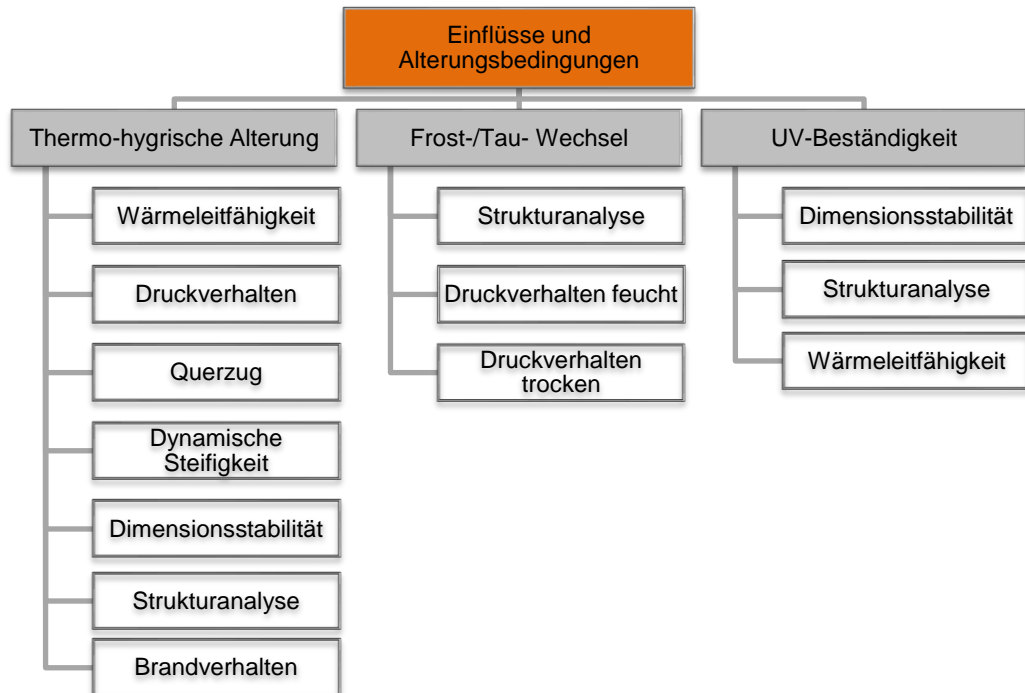 Einflüsse und
Alterungsbedingungen
Thermo-hygrische Alterung
Wärmeleitfähigkeit
Druckverhalten
Querzug
Dynamische
Steifigkeit
Dimensionsstabilität
Strukturanalyse
Brandverhalten
Frost-/Tau- Wechsel
Strukturanalyse
Druckverhalten feucht
Druckverhalten
trocken
UV-Beständigkeit
Dimensionsstabilität
Strukturanalyse
Wärmeleitfähigkeit